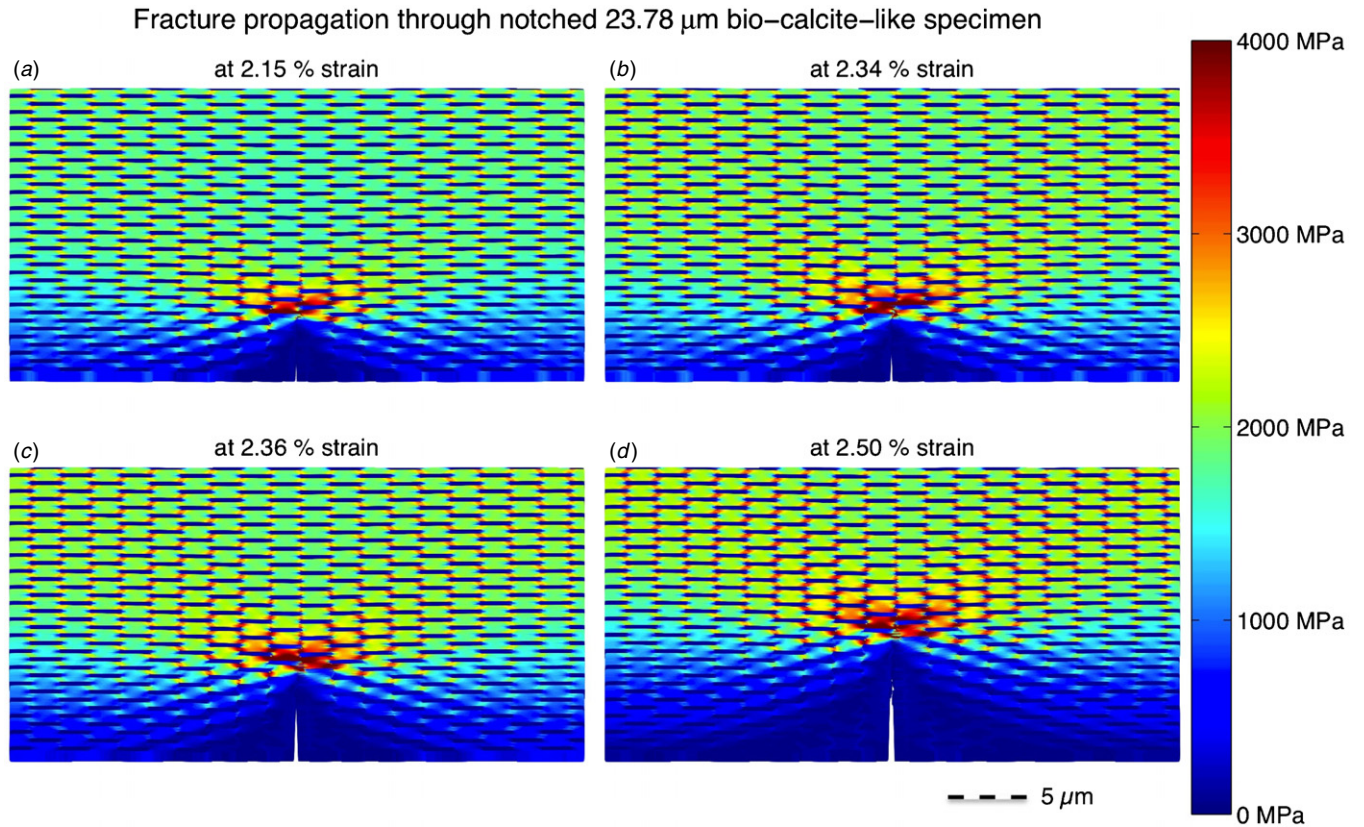 Fracture propagation through notched 23.78 μm bio−calcite−like specimen
(a) at 2.15 % strain
(b) at 2.34 % strain
4000 MPa
3000 MPa
2000 MPa
(c) at 2.36 % strain
(d) at 2.50 % strain
1000 MPa
5 μm
0 MPa